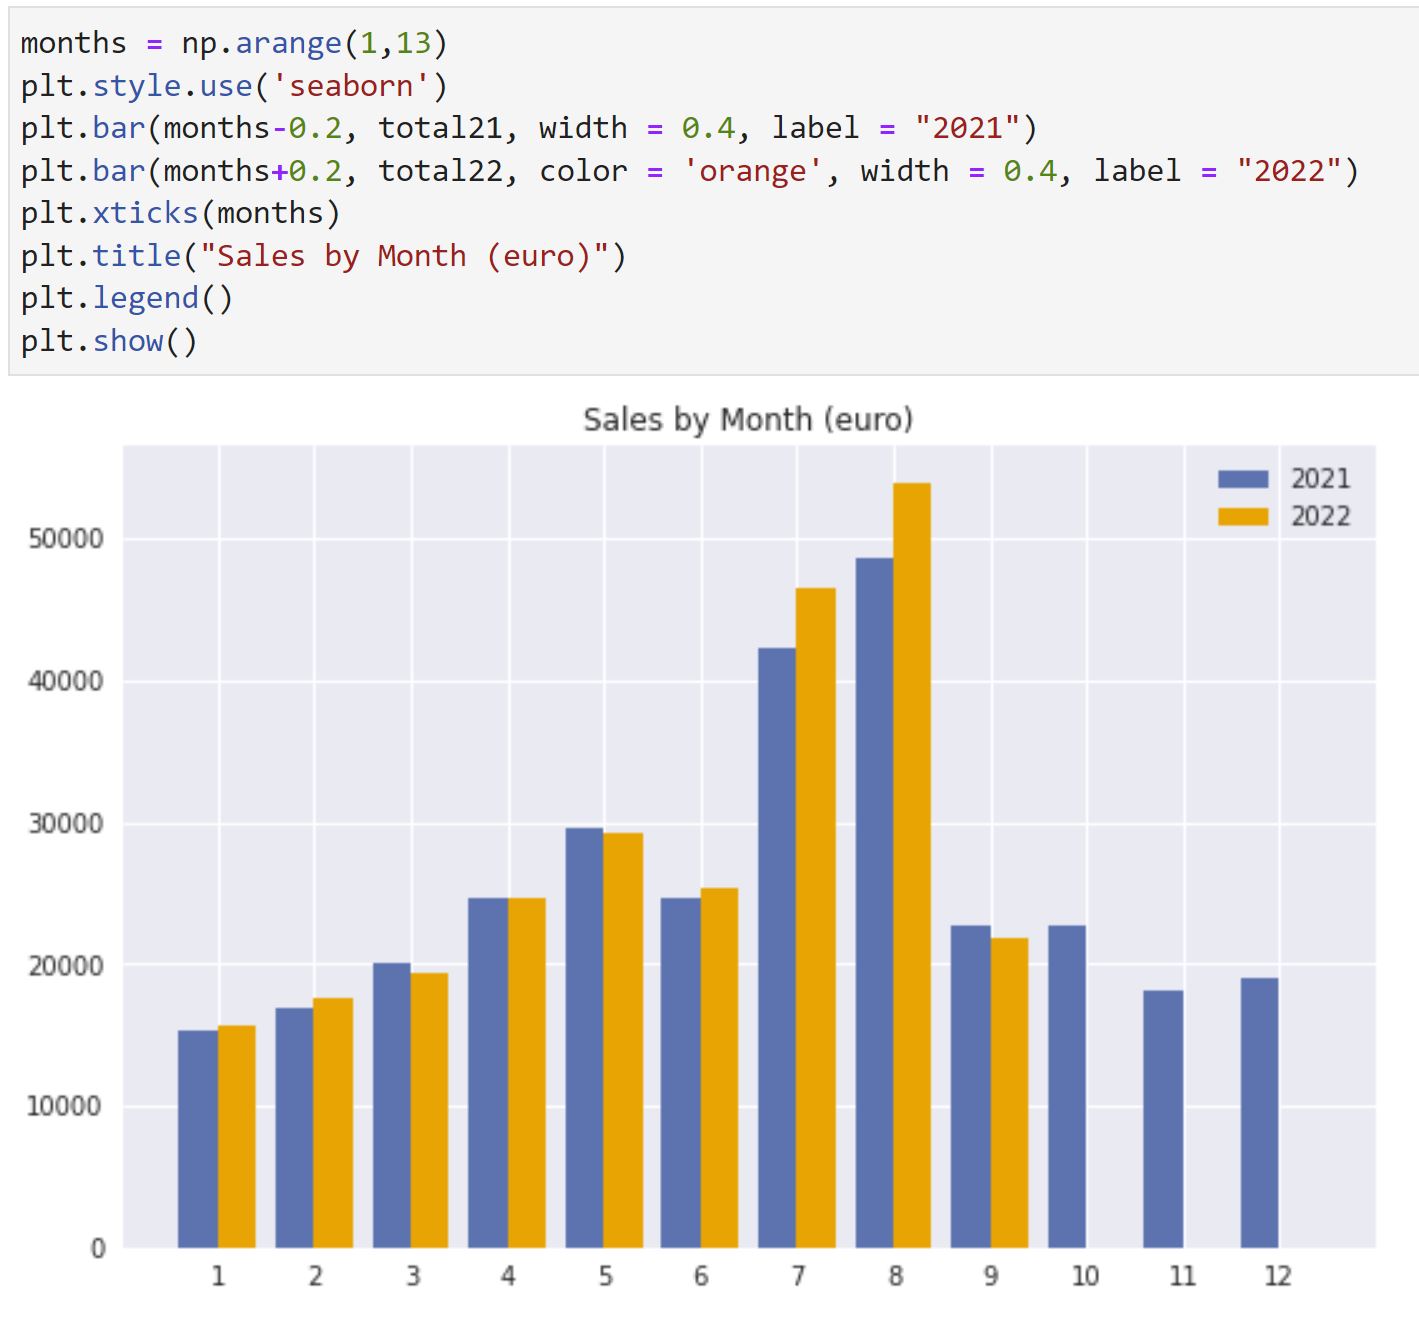 months = np.arange(1,13)
plt.style.use('seaborn')
plt.bar(months-0.2, total21, width = 0.4, label = "2021")
plt.bar(months+0.2, total22, color = 'orange', width = 0.4, label = "2022")
plt.xticks(months)
plt.title("Sales by Month (euro)")
plt.legend()
plt.show()
Sales by Month (euro)
2021
2022
50000
40000
30000
20000
10000
0
1 2 3 4 5 6 7 8 9 10 11 12